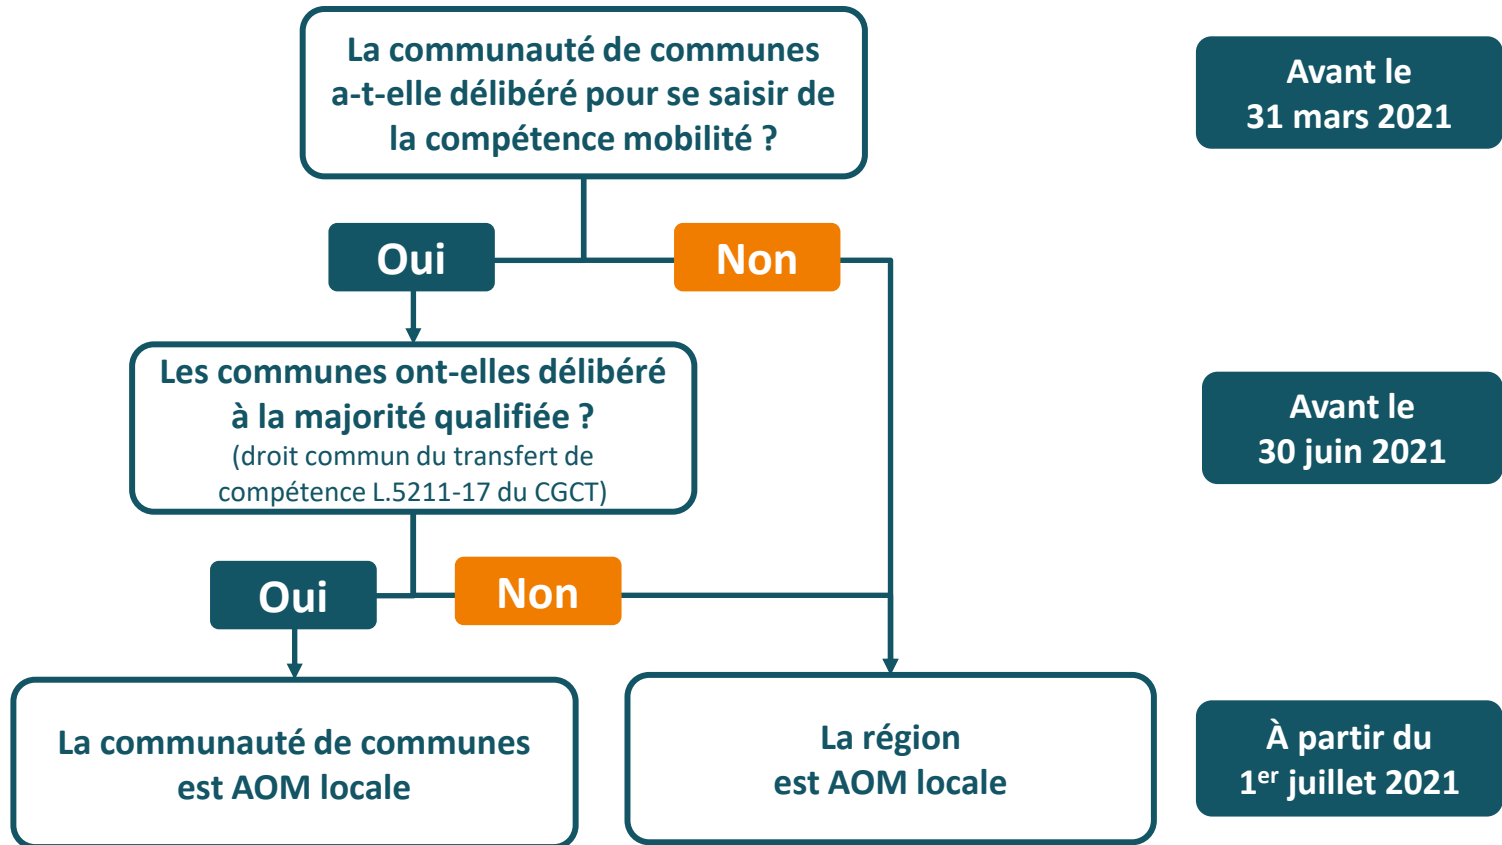 La communauté de communes
a-t-elle délibéré pour se saisir de
la compétence mobilité ?
Avant le
31 mars 2021
Oui
Non
Les communes ont-elles délibéré
à la majorité qualifiée ?
(droit commun du transfert de
compétence L.5211-17 du CGCT)
Avant le
30 juin 2021
Oui
Non
La communauté de communes
est AOM locale
La région
est AOM locale
À partir du
1er juillet 2021